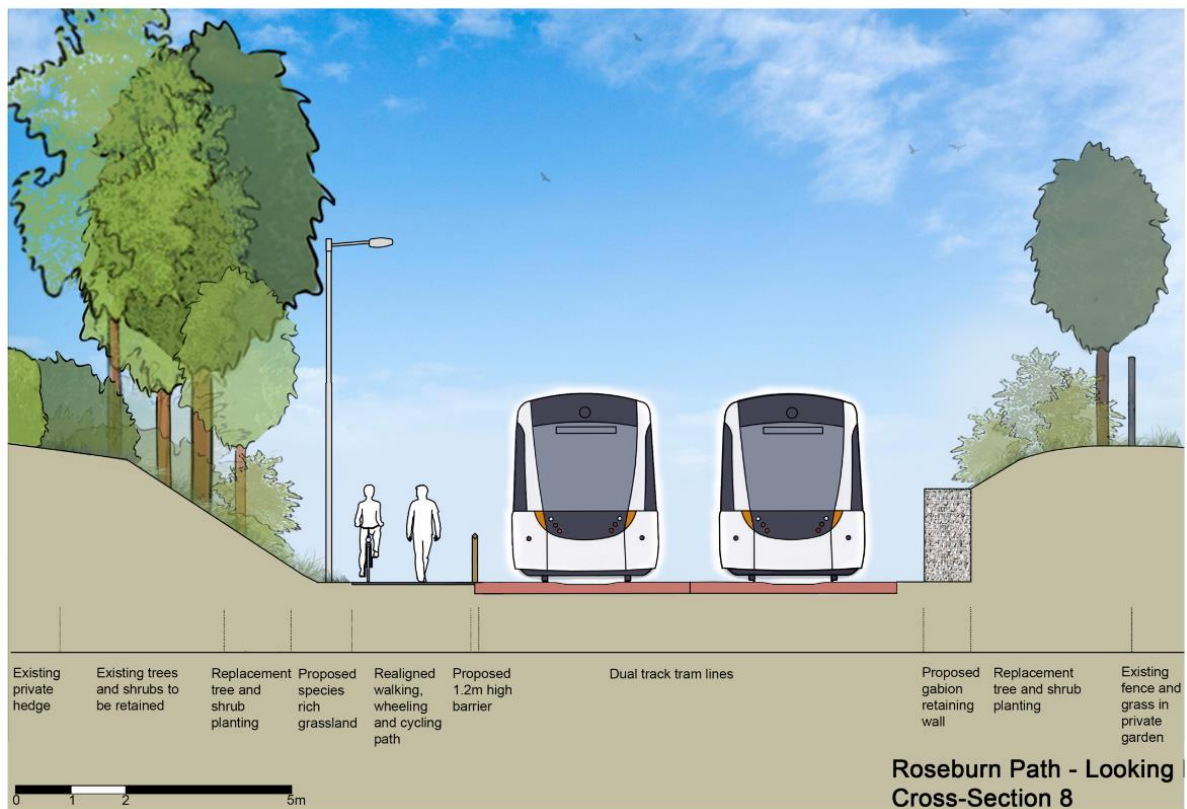 Existing
private
hedge
Existing trees
and shrubs to
be retained
Replacement
tree and
shrub
planting
Proposed
species
rich
grassland
Realigned
walking,
wheeling
and cycling
path
Proposed
1.2m high
barrier
Dual track tram lines
Proposed
gabion
retaining
wall
Replacement
tree and shrub
planting
Existing
fence and
grass in
private
garden
0 1 2 5m
Roseburn Path - Looking
Cross-Section 8